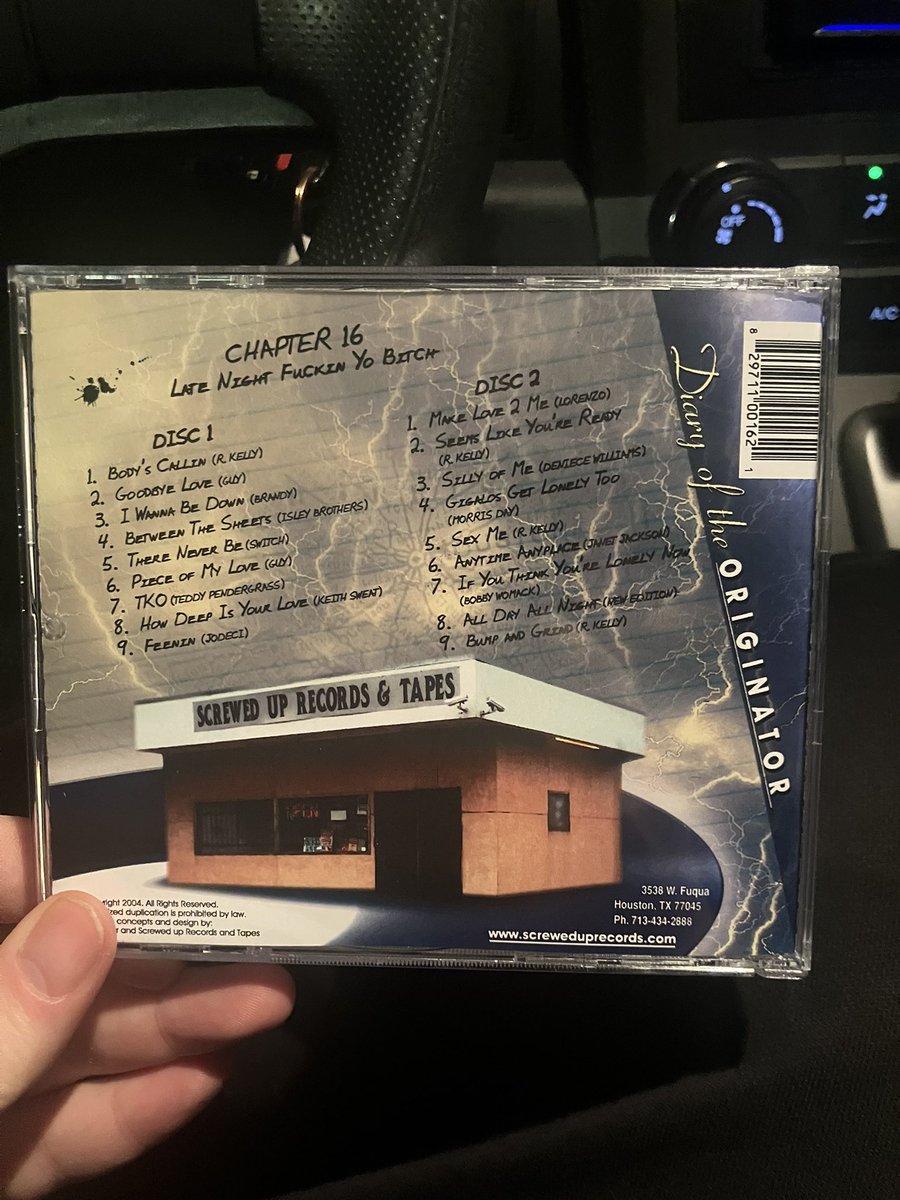 OFF
A/C
CHAPTER 16
LATE NIGHT FUCKIN YO BITCH
DISC 1
1. BODY'S CALLIN (R. KELLY)
2. GOODBYE LOVE (GUY)
3. I WANNA BE DOWN (BRANDY)
4. BETWEEN THE SHEETS (ISLEY BROTHERS)
5. THERE NEVER BE (SWITCH)
6. PIECE OF MY LOVE (GUY)
7. TKO (TEDDY PENDERGRASS)
8. HOW DEEP IS YOUR LOVE (KEITH SWEAT)
9. FEENIN (JODECI)
DISC 2
1. MAKE LOVE 2 ME (LORENZO)
2. SEEMS LIKE YOU'RE READY
(R. KELLY)
3. SILLY OF ME (DENIECE WILLIAMS)
4. GIGALOS GET LONELY TOO
(MORRIS DAY)
5. SEX ME (R. KELLY)
6. ANYTIME ANYPLACE (JANET JACKSON)
7. IF YOU THINK YOU'RE LONELY NOW
(BOBBY WOMACK)
8. ALL DAY ALL NIGHT (NEW EDITION)
9. BUMP AND GRIND (R. KELLY)
Diary of the ORIGINATOR
8 29711 00162 1
SCREWED UP RECORDS & TAPES
OPEN
right 2004. All Rights Reserved.
zed duplication is prohibited by law.
concepts and design by:
r and Screwed up Records and Tapes
3538 W. Fuqua
Houston, TX 77045
Ph. 713-434-2888
www.screweduprecords.com